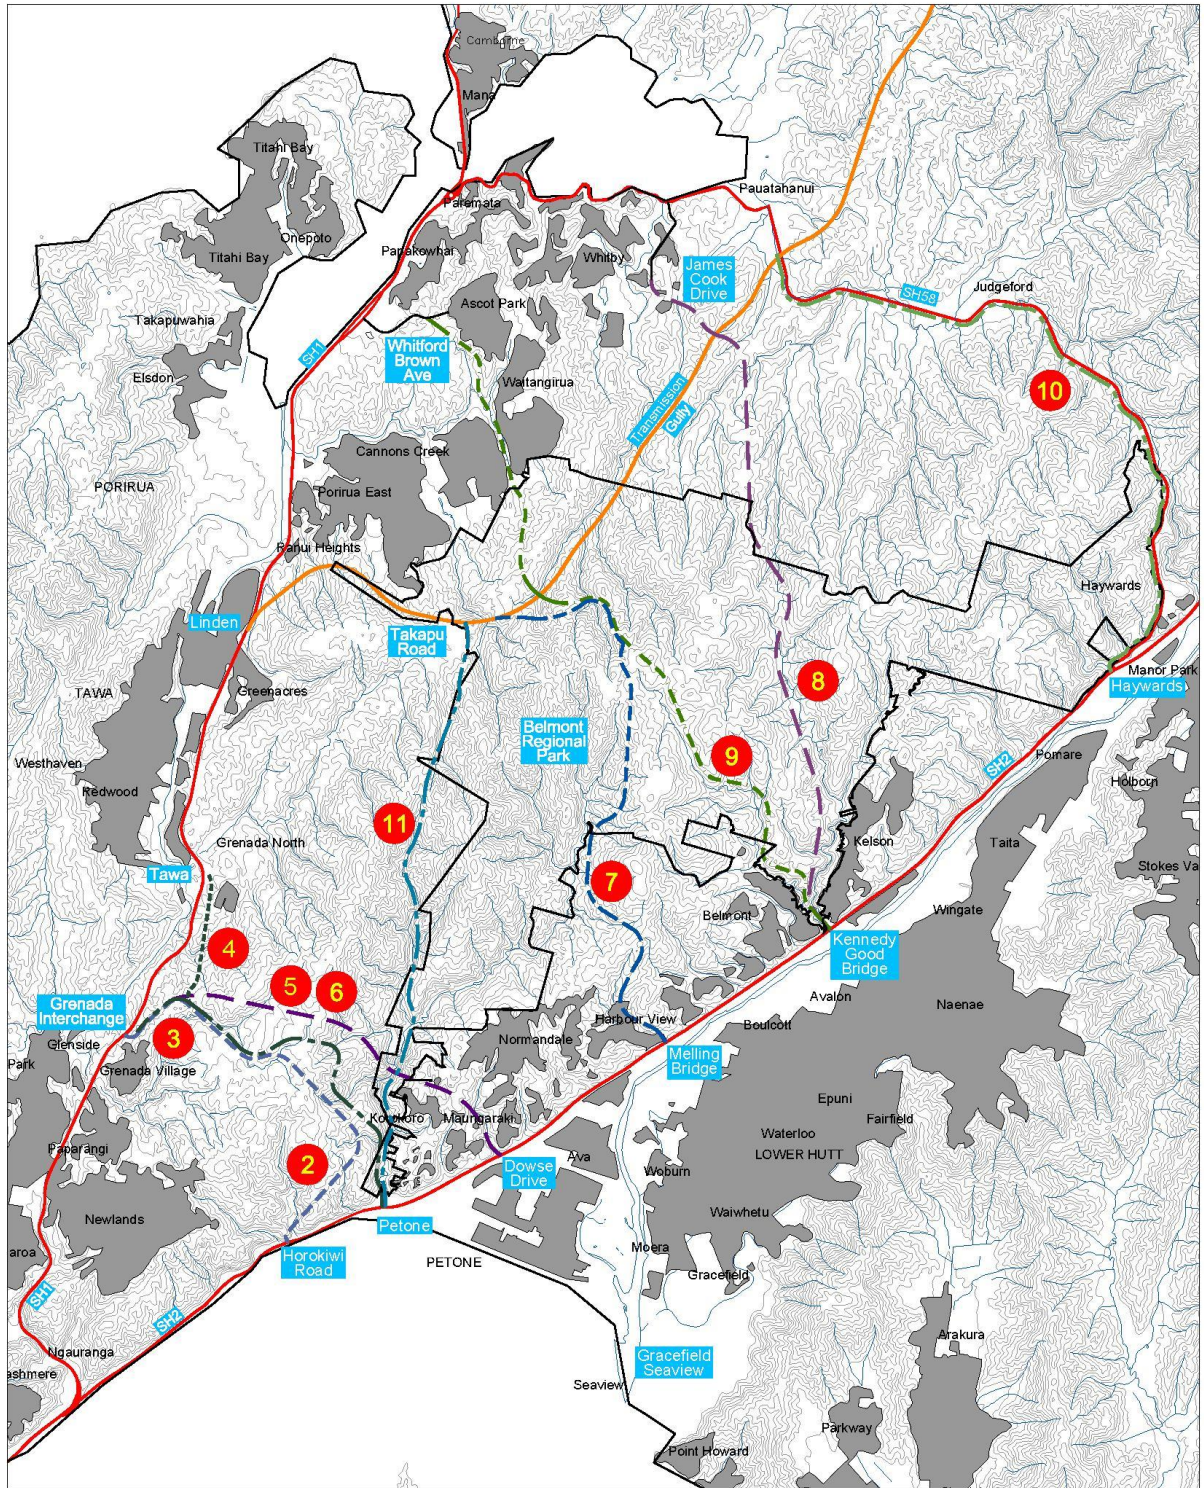 Camborne
Mana
Titahi Bay
Pauatahanui
Paremata
Onepoto
Papakowhai
Whitby
Titahi Bay
James
Cook
Drive
Judgeford
SH58
Ascot Park
Takapuwahia
Whitford
Brown
Ave
SH1
Elsdon
Waitangirua
10
Transmission
Gully
Cannons Creek
PORIRUA
Porirua East
Ranui Heights
Haywards
Linden
Takapu
Road
Manor Park
Haywards
8
TAWA
Greenacres
Belmont
Regional
Park
9
Westhaven
Pomare
SH2
Holborn
Redwood
11
Grenada North
Kelson
Taita
Tawa
Stokes Va
7
Belmont
Wingate
4
Kennedy
Good
Bridge
5
6
Avalon
Naenae
Grenada
Interchange
Harbour View
Boulcott
3
Glenside
Normandale
Melling
Bridge
Park
Grenada Village
Epuni
Korokoro
Maungaraki
Fairfield
Waterloo
Paparangi
2
Ava
LOWER HUTT
Dowse
Drive
Woburn
Newlands
Petone
Waiwhetu
aroa
Horokiwi
Road
PETONE
Moera
Gracefield
SH1
SH2
Arakura
Ngauranga
Gracefield
Seaview
ashmere
Seaview
Parkway
Point Howard